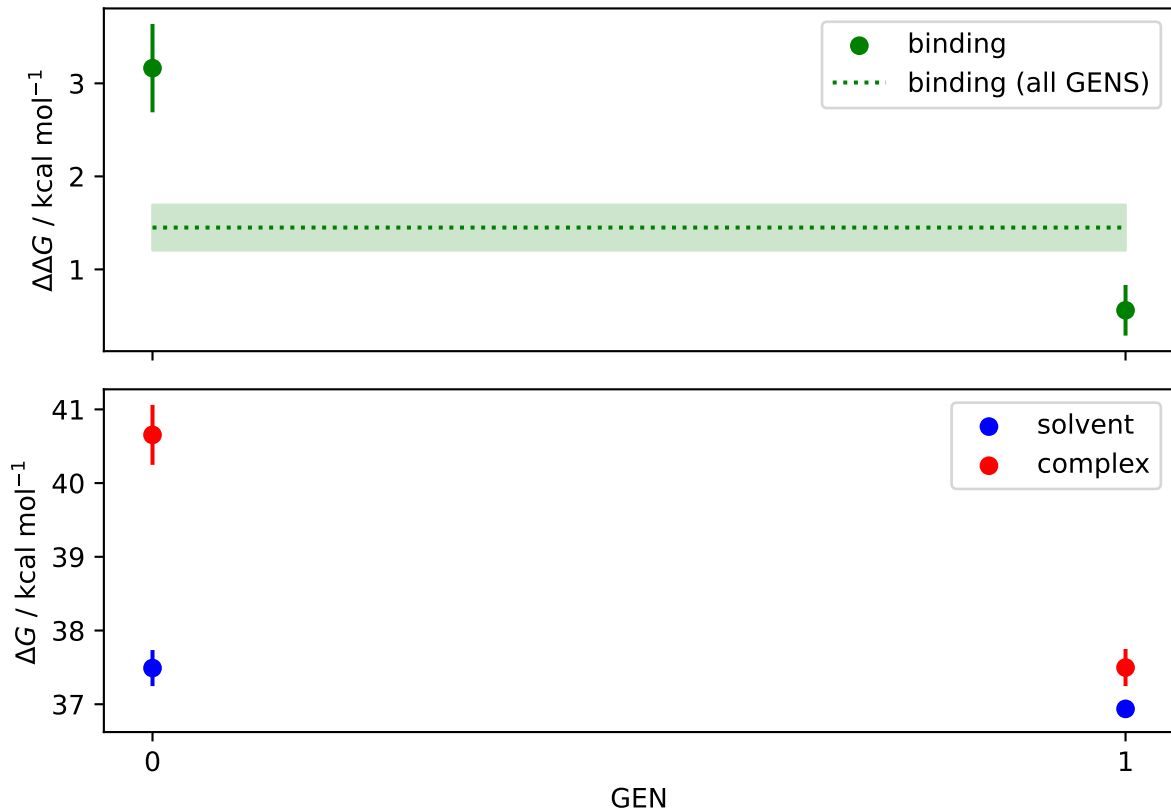 3
2
1
ΔΔG / kcal mol⁻¹
binding
binding (all GENS)
41
40
39
38
37
ΔG / kcal mol⁻¹
solvent
complex
0
1
GEN